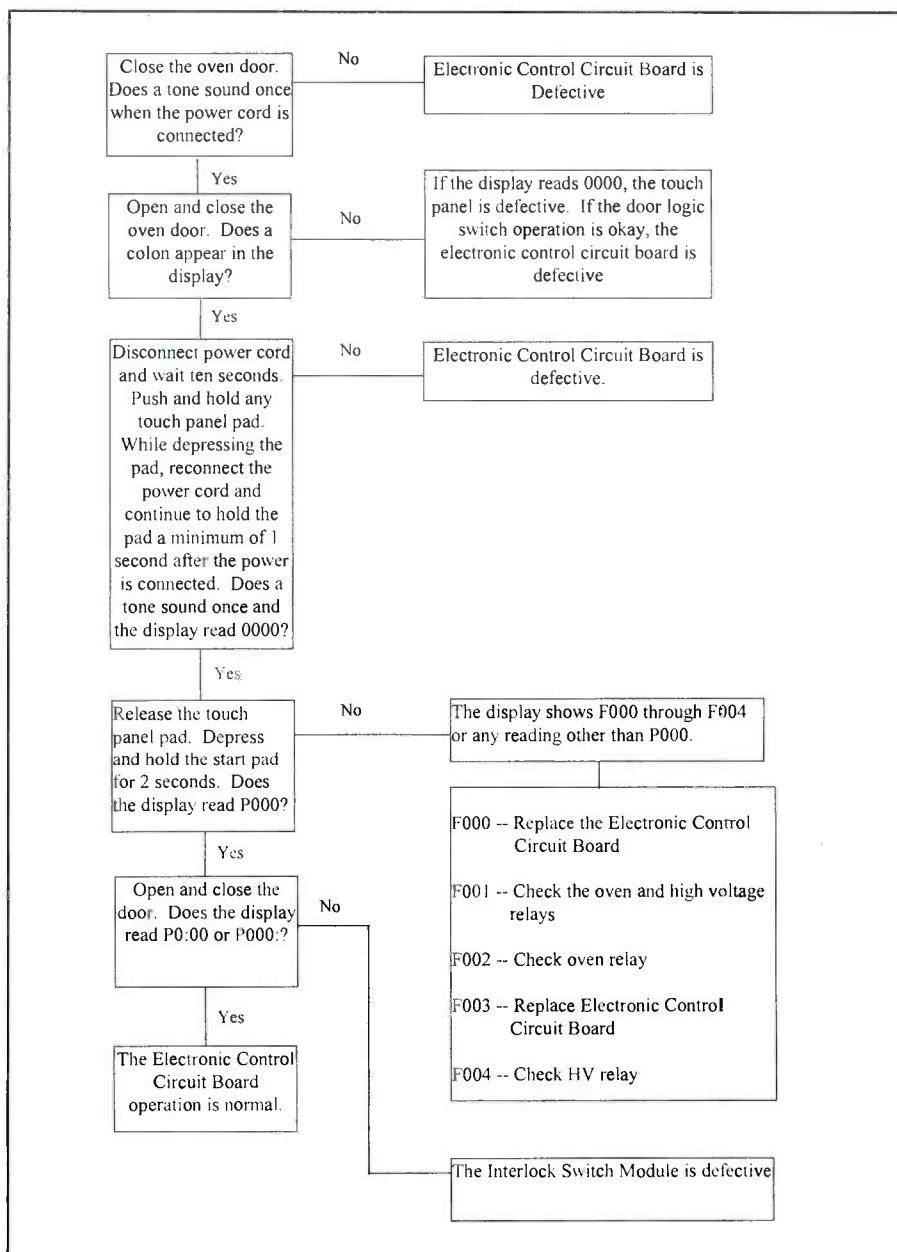 Close the oven door.
Does a tone sound once
when the power cord is
connected?
No
Electronic Control Circuit Board is
Defective
Yes
Open and close the
oven door. Does a
colon appear in the
display?
No
If the display reads 0000, the touch
panel is defective. If the door logic
switch operation is okay, the
electronic control circuit board is
defective
Yes
Disconnect power cord
and wait ten seconds.
Push and hold any
touch panel pad.
While depressing the
pad, reconnect the
power cord and
continue to hold the
pad a minimum of 1
second after the power
is connected. Does a
tone sound once and
the display read 0000?
No
Electronic Control Circuit Board is
defective.
Yes
Release the touch
panel pad. Depress
and hold the start pad
for 2 seconds. Does
the display read P000?
No
The display shows F000 through F004
or any reading other than P000.
F000 -- Replace the Electronic Control
Circuit Board
F001 -- Check the oven and high voltage
relays
F002 -- Check oven relay
F003 -- Replace Electronic Control
Circuit Board
F004 -- Check HV relay
Yes
Open and close the
door. Does the display
read P0:00 or P000:?
No
Yes
The Electronic Control
Circuit Board
operation is normal.
The Interlock Switch Module is defective